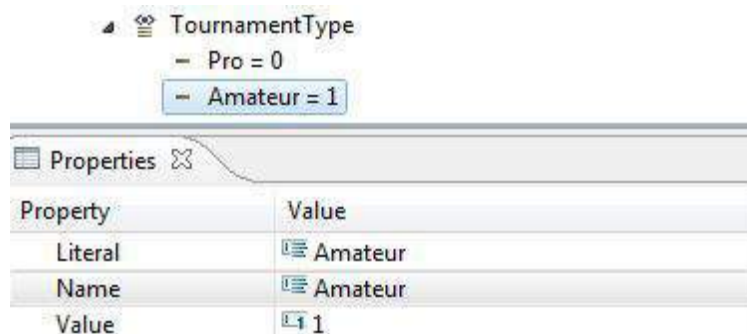 TournamentType
Pro = 0
Amateur = 1
Properties
Property Value
Literal Amateur
Name Amateur
Value 1